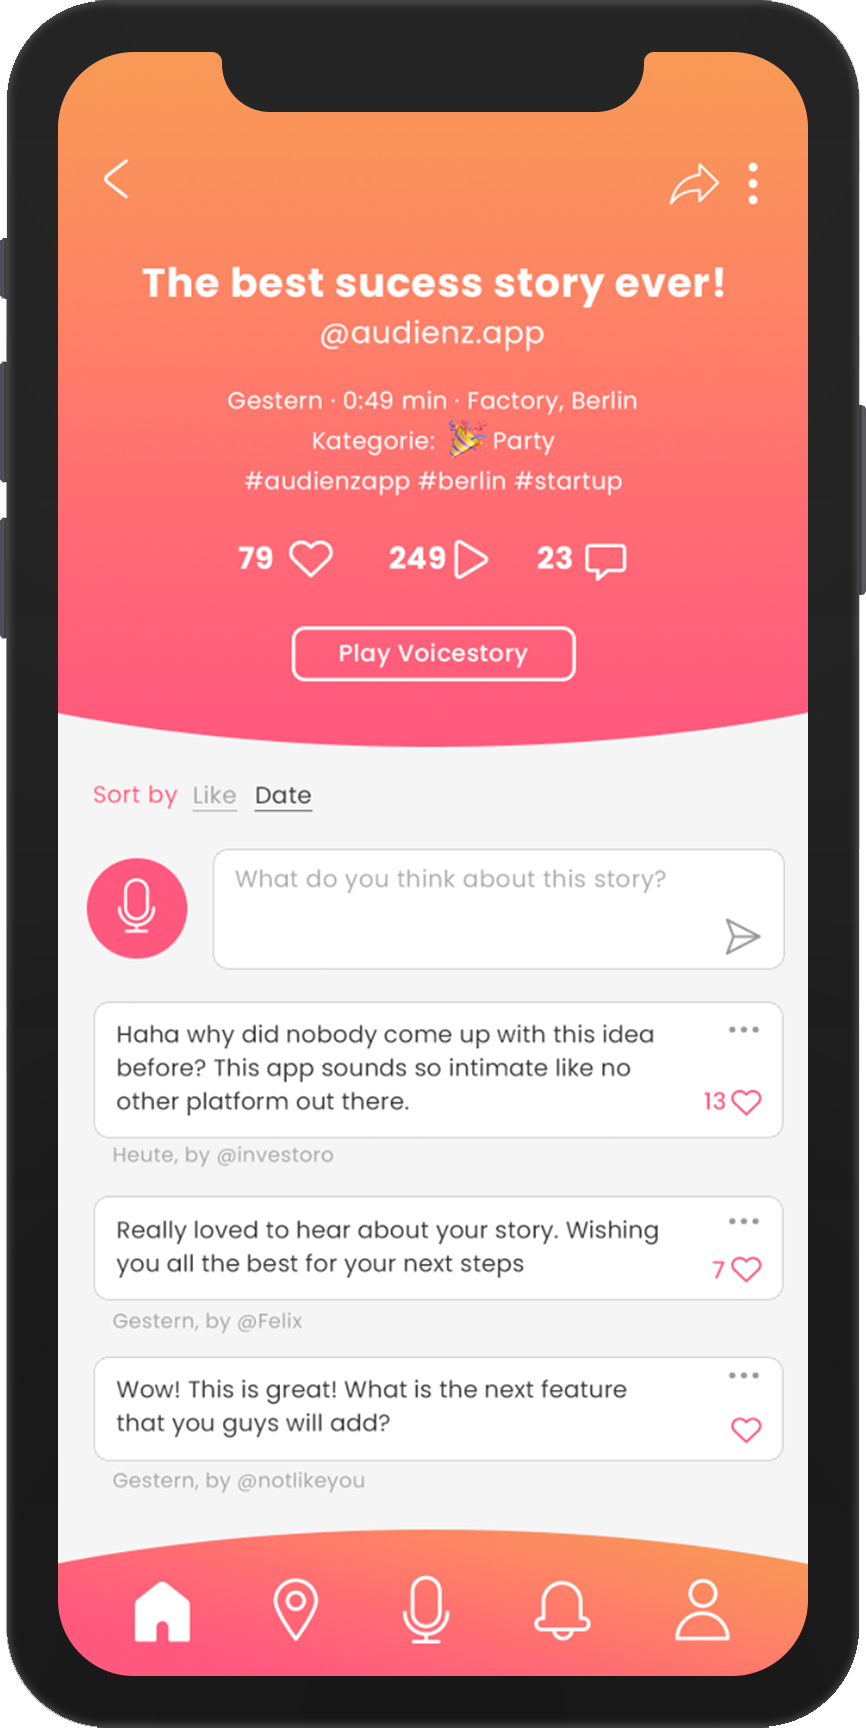 The best sucess story ever!
@audienz.app
Gestern · 0:49 min · Factory, Berlin
Kategorie: 🎉 Party
#audienzapp #berlin #startup
79 249 23
Play Voicestory
Sort by Like Date
What do you think about this story?
Haha why did nobody come up with this idea
before? This app sounds so intimate like no
other platform out there.
13
Heute, by @investoro
Really loved to hear about your story. Wishing
you all the best for your next steps
7
Gestern, by @Felix
Wow! This is great! What is the next feature
that you guys will add?
Gestern, by @notlikeyou